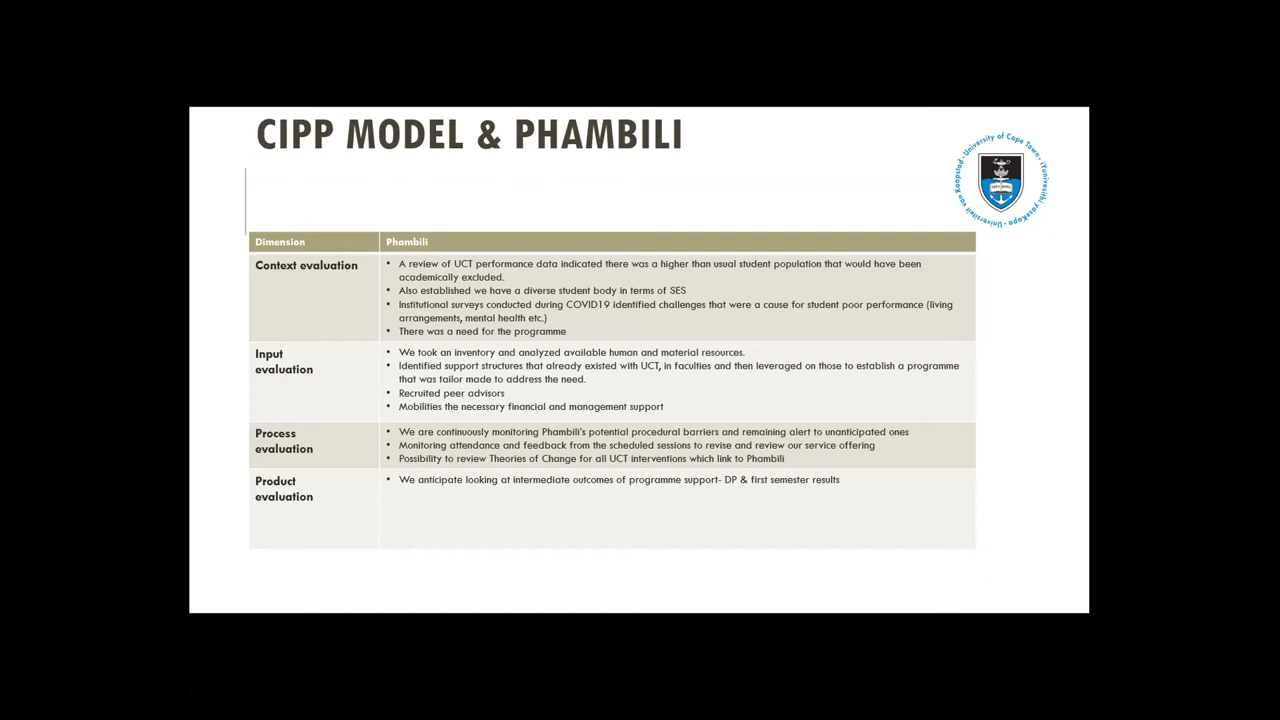 CIPP MODEL & PHAMBILI
University of Cape Town · iYunivesithi yaseKapa · Universiteit van Kaapstad ·
Dimension
Phambili
Context evaluation
• A review of UCT performance data indicated there was a higher than usual student population that would have been
academically excluded.
• Also established we have a diverse student body in terms of SES
• Institutional surveys conducted during COVID19 identified challenges that were a cause for student poor performance (living
arrangements, mental health etc.)
• There was a need for the programme
Input
evaluation
• We took an inventory and analyzed available human and material resources.
• Identified support structures that already existed with UCT, in faculties and then leveraged on those to establish a programme
that was tailor made to address the need.
• Recruited peer advisors
• Mobilities the necessary financial and management support
Process
evaluation
• We are continuously monitoring Phambili's potential procedural barriers and remaining alert to unanticipated ones
• Monitoring attendance and feedback from the scheduled sessions to revise and review our service offering
• Possibility to review Theories of Change for all UCT interventions which link to Phambili
Product
evaluation
• We anticipate looking at intermediate outcomes of programme support- DP & first semester results